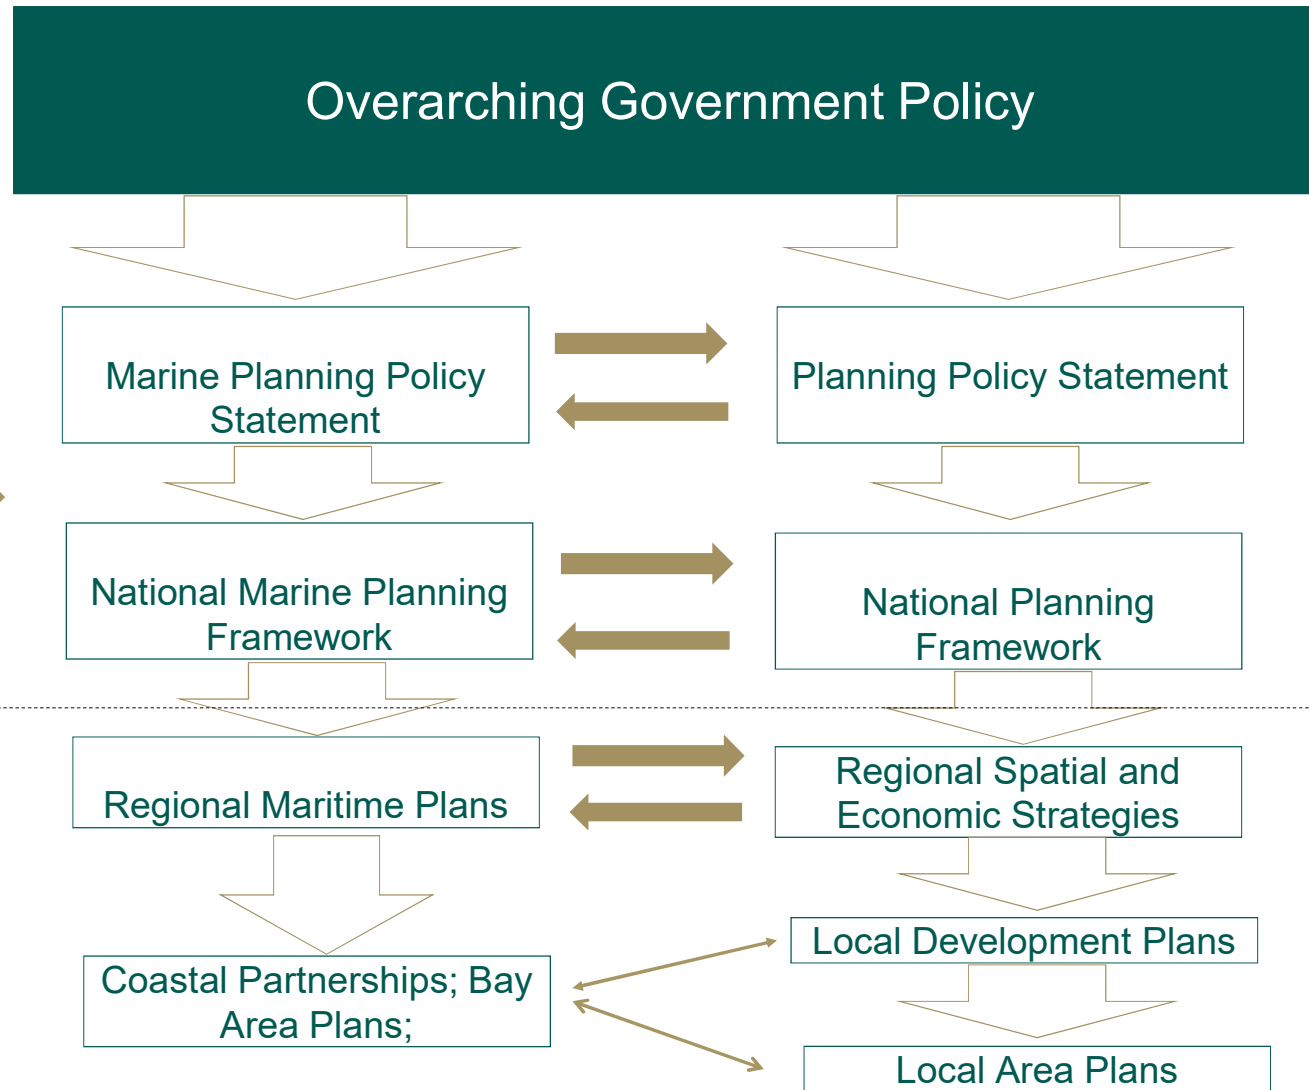 Overarching Government Policy
Marine Planning Policy
Statement
Planning Policy Statement
National Marine Planning
Framework
National Planning
Framework
Regional Maritime Plans
Regional Spatial and
Economic Strategies
Coastal Partnerships; Bay
Area Plans;
Local Development Plans
Local Area Plans